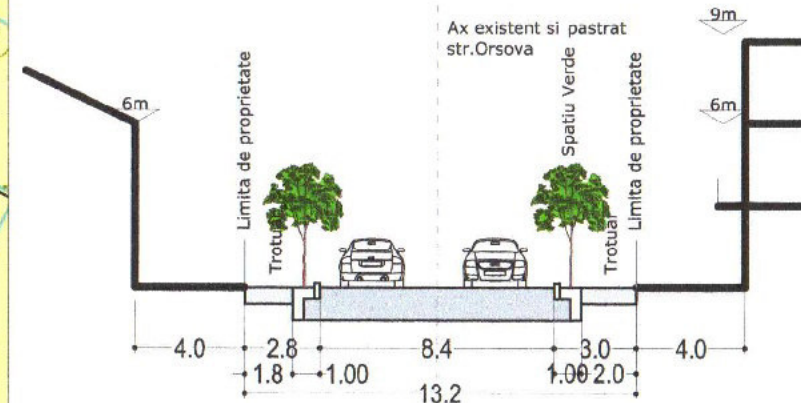 Ax existent si pastrat
str.Orsova
9m
6m
6m
Limita de proprietate
Trotuar
Spatiu Verde
Trotuar
Limita de proprietate
4.0
2.8
8.4
3.0
4.0
1.8
1.00
1.00
2.0
13.2